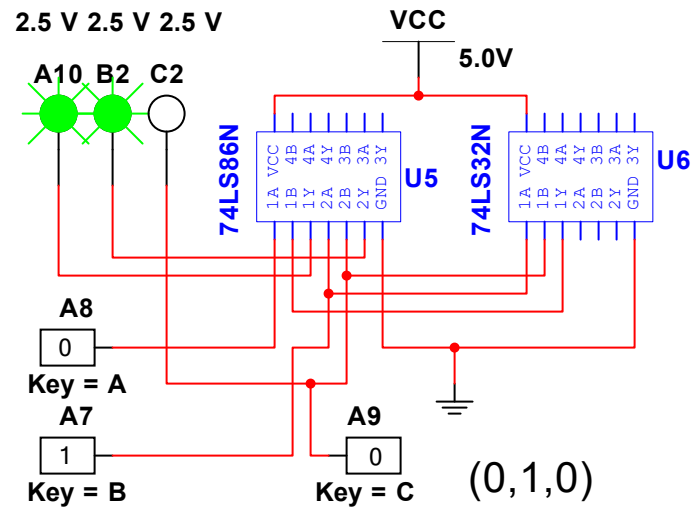 2.5 V 2.5 V 2.5 V
VCC
5.0V
A10 B2 C2
74LS86N
VCC 4B 4A 4Y 3B 3A 3Y
1A 1B 1Y 2A 2B 2Y GND
U5
74LS32N
VCC 4B 4A 4Y 3B 3A 3Y
1A 1B 1Y 2A 2B 2Y GND
U6
A8
0
Key = A
A7
1
Key = B
A9
0
Key = C
(0,1,0)